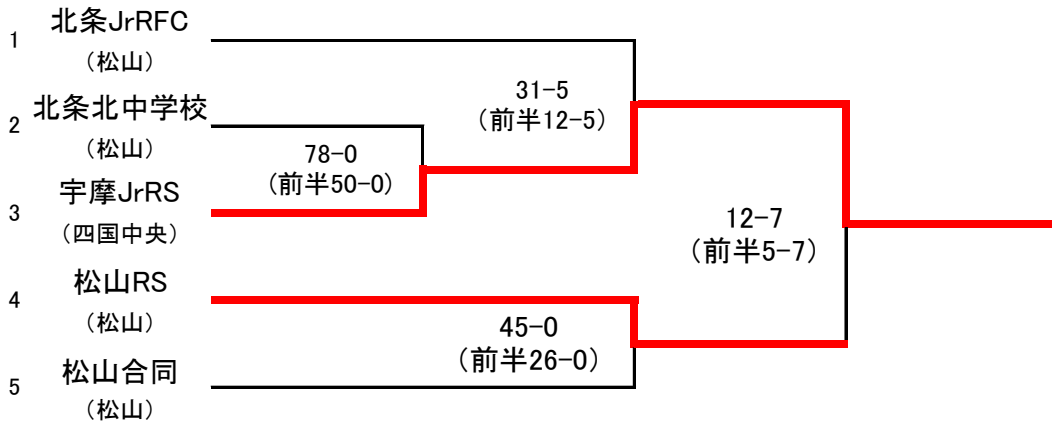 1
北条JrRFC
（松山）
2
北条北中学校
（松山）
3
宇摩JrRS
（四国中央）
4
松山RS
（松山）
5
松山合同
（松山）
78-0
（前半50-0）
31-5
（前半12-5）
45-0
（前半26-0）
12-7
（前半5-7）